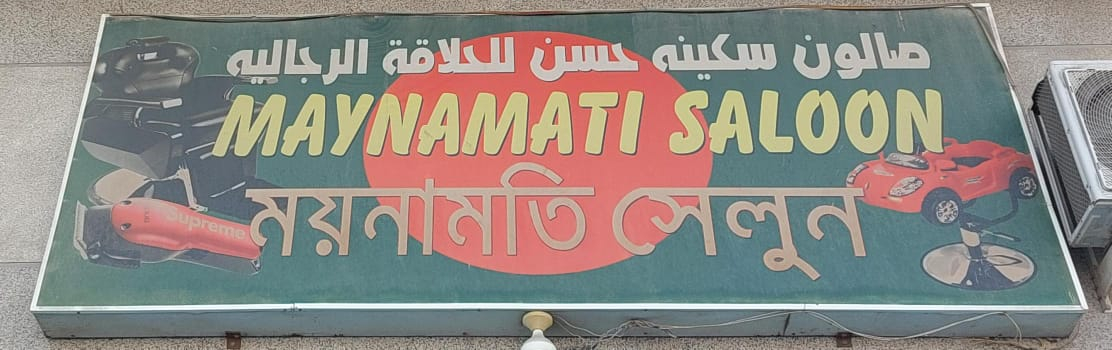 صالون سكينه حسن للحلاقة الرجاليه
MAYNAMATI SALOON
ময়নামতি সেলুন
Supreme